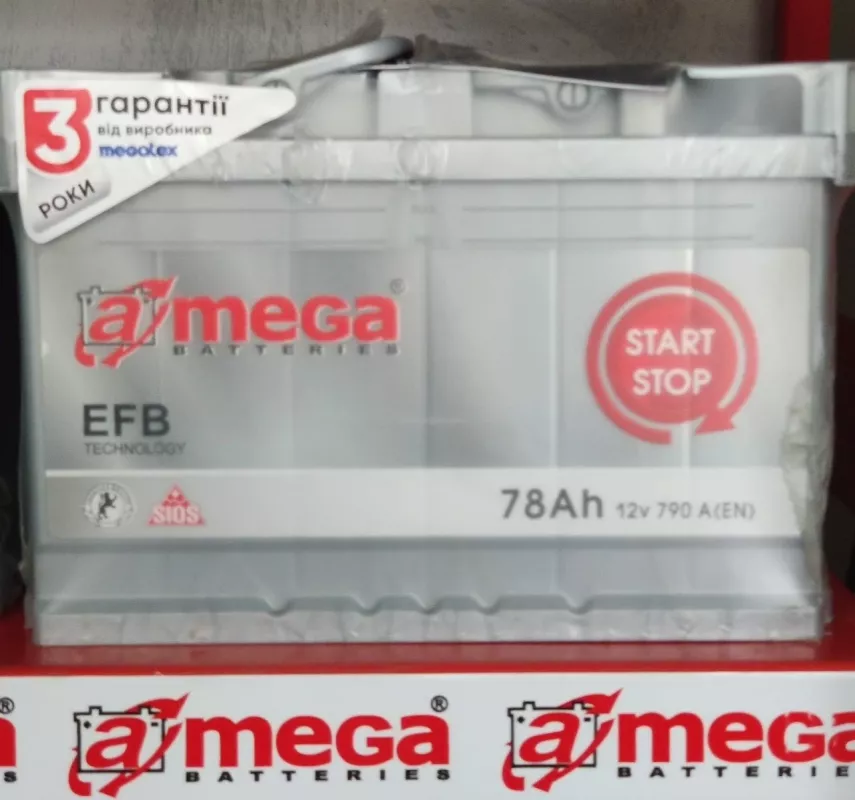 3 гарантії
від виробника
megatex
РОКИ
a mega®
BATTERIES
START
STOP
EFB
TECHNOLOGY
SIOS
78Ah 12v 790 A(EN)
® a mega® a mega
S BATTERIES BATTERIES